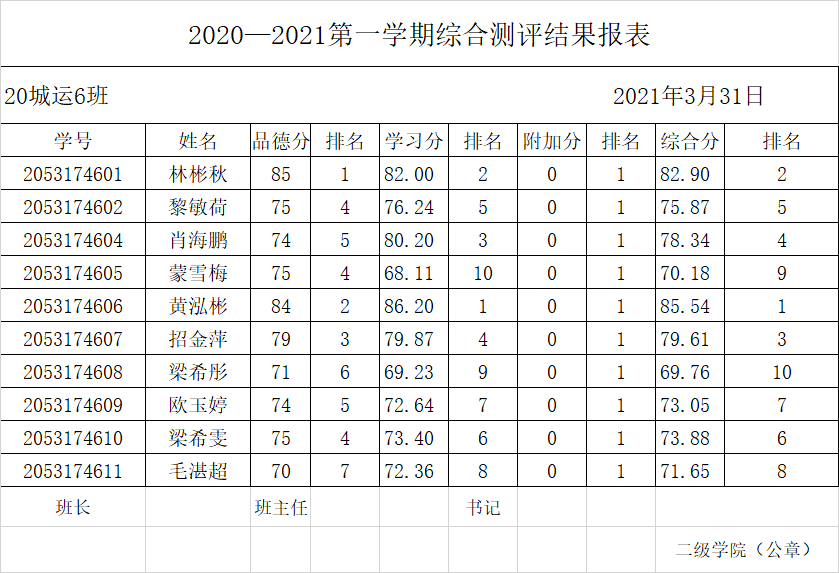 2020—2021第一学期综合测评结果报表
20城运6班 2021年3月31日
学号 姓名 品德分 排名 学习分 排名 附加分 排名 综合分 排名
2053174601 林彬秋 85 1 82.00 2 0 1 82.90 2
2053174602 黎敏荷 75 4 76.24 5 0 1 75.87 5
2053174604 肖海鹏 74 5 80.20 3 0 1 78.34 4
2053174605 蒙雪梅 75 4 68.11 10 0 1 70.18 9
2053174606 黄泓彬 84 2 86.20 1 0 1 85.54 1
2053174607 招金萍 79 3 79.87 4 0 1 79.61 3
2053174608 梁希彤 71 6 69.23 9 0 1 69.76 10
2053174609 欧玉婷 74 5 72.64 7 0 1 73.05 7
2053174610 梁希雯 75 4 73.40 6 0 1 73.88 6
2053174611 毛湛超 70 7 72.36 8 0 1 71.65 8
班长 班主任 书记
二级学院（公章）